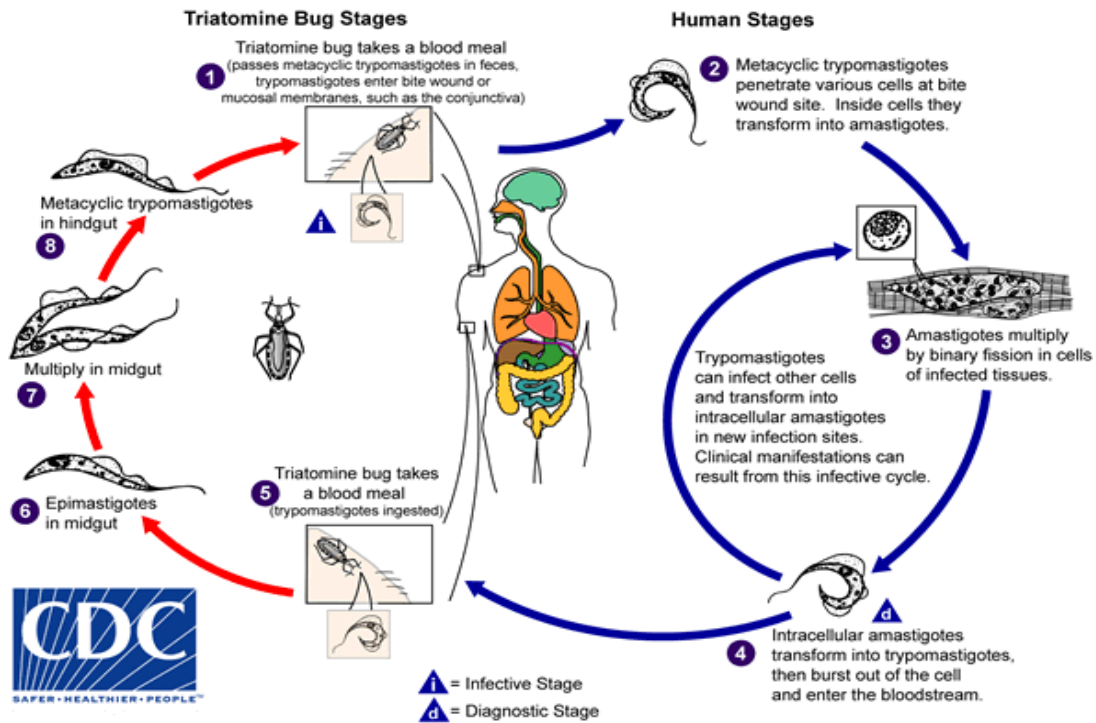 Triatomine Bug Stages
Human Stages
1
Triatomine bug takes a blood meal
(passes metacyclic trypomastigotes in feces,
trypomastigotes enter bite wound or
mucosal membranes, such as the conjunctiva)
i
2
Metacyclic trypomastigotes
penetrate various cells at bite
wound site. Inside cells they
transform into amastigotes.
3
Amastigotes multiply
by binary fission in cells
of infected tissues.
Trypomastigotes
can infect other cells
and transform into
intracellular amastigotes
in new infection sites.
Clinical manifestations can
result from this infective cycle.
d
4
Intracellular amastigotes
transform into trypomastigotes,
then burst out of the cell
and enter the bloodstream.
5
Triatomine bug takes
a blood meal
(trypomastigotes ingested)
6
Epimastigotes
in midgut
Multiply in midgut
7
Metacyclic trypomastigotes
in hindgut
8
CDC
SAFER•HEALTHIER•PEOPLE™
i = Infective Stage
d = Diagnostic Stage